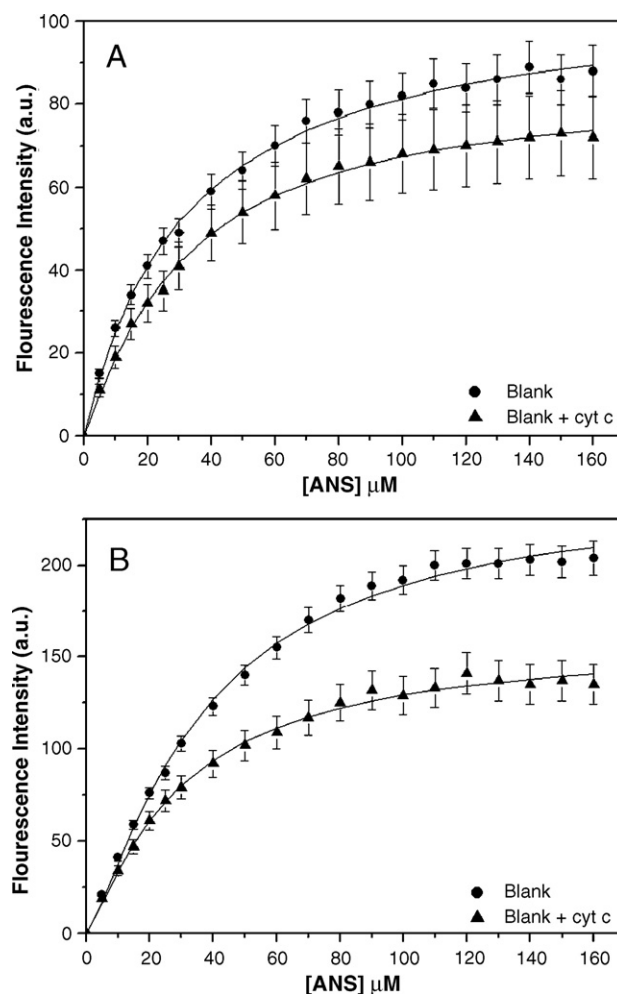 A
100
80
60
40
20
0
Flourescence Intensity (a.u.)
Blank
Blank + cyt c
0 20 40 60 80 100 120 140 160
[ANS] μM
B
200
150
100
50
0
Flourescence Intensity (a.u.)
Blank
Blank + cyt c
0 20 40 60 80 100 120 140 160
[ANS] μM